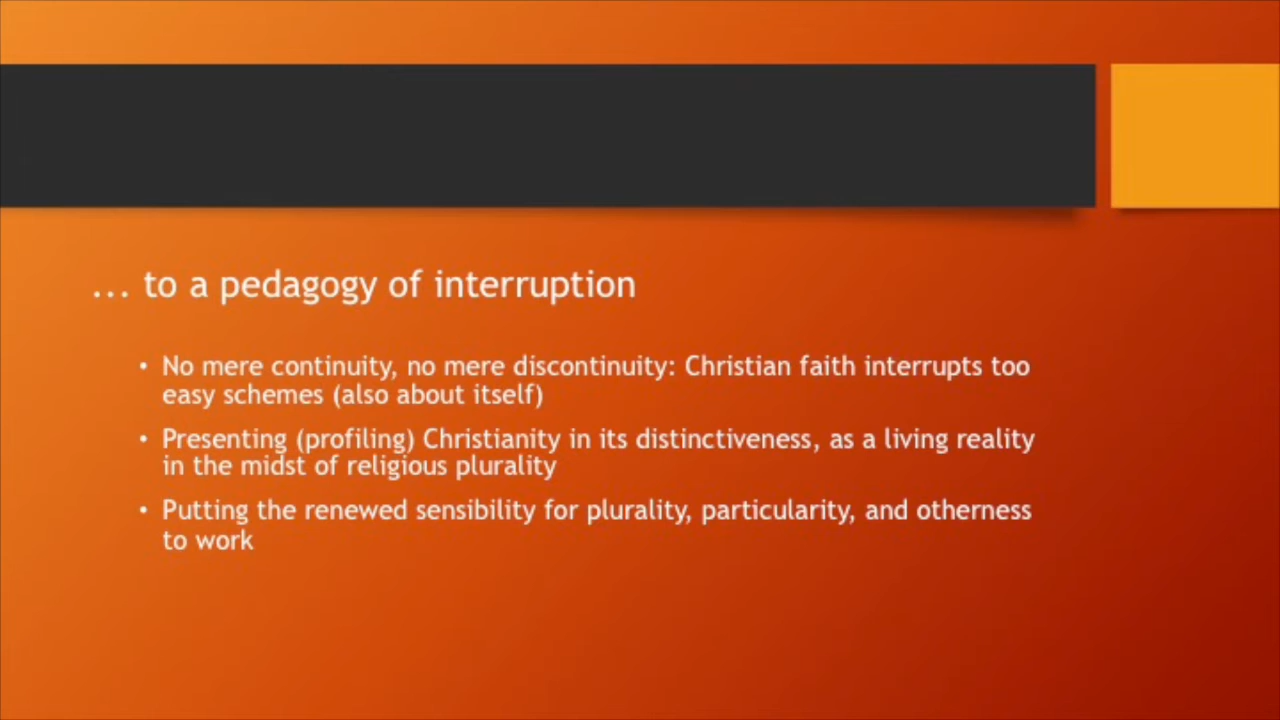 ... to a pedagogy of interruption
• No mere continuity, no mere discontinuity: Christian faith interrupts too
easy schemes (also about itself)
• Presenting (profiling) Christianity in its distinctiveness, as a living reality
in the midst of religious plurality
• Putting the renewed sensibility for plurality, particularity, and otherness
to work